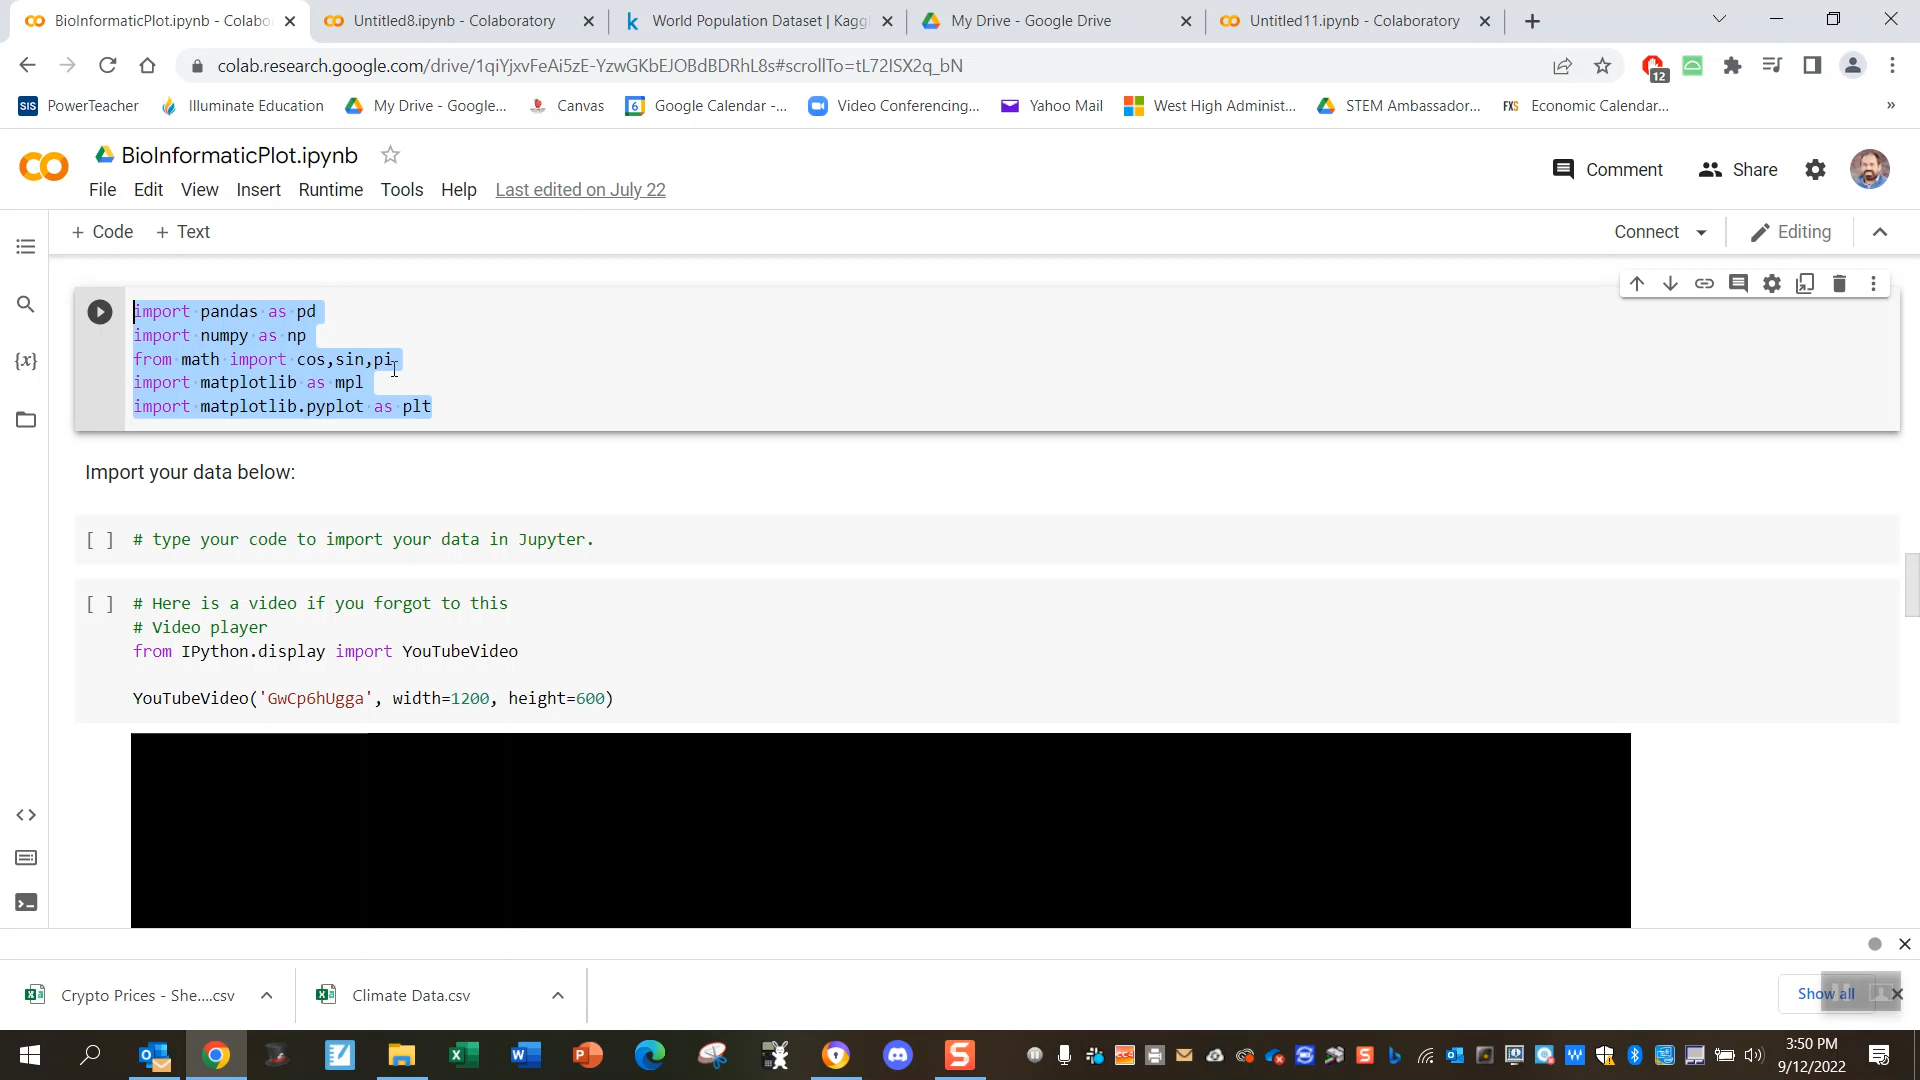 BioInformaticPlot.ipynb - Colabo
Untitled8.ipynb - Colaboratory
World Population Dataset | Kagg
My Drive - Google Drive
Untitled11.ipynb - Colaboratory
colab.research.google.com/drive/1qiYjxvFeAi5zE-YzwGKbEJOBdBDRhL8s#scrollTo=tL72ISX2q_bN
12
SIS PowerTeacher
Illuminate Education
My Drive - Google...
Canvas
6 Google Calendar -...
Video Conferencing...
Yahoo Mail
West High Administ...
STEM Ambassador...
FXS Economic Calendar...
»
BioInformaticPlot.ipynb
Comment
Share
File Edit View Insert Runtime Tools Help Last edited on July 22
+ Code + Text
Connect
Editing
import pandas as pd
import numpy as np
from math import cos,sin,pi
import matplotlib as mpl
import matplotlib.pyplot as plt
{x}
Import your data below:
[ ] # type your code to import your data in Jupyter.
[ ] # Here is a video if you forgot to this
# Video player
from IPython.display import YouTubeVideo
YouTubeVideo('GwCp6hUgga', width=1200, height=600)
Crypto Prices - She....csv
Climate Data.csv
Show all
3:50 PM
9/12/2022